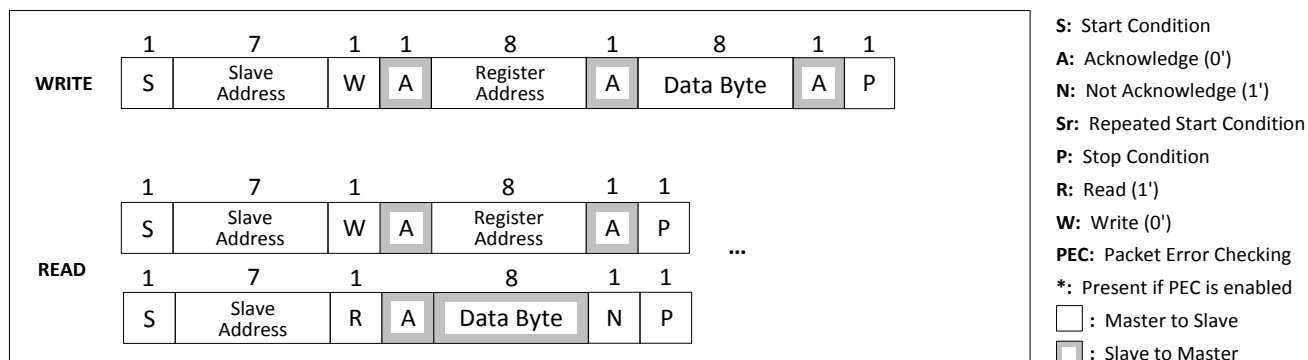 1 7 1 1 8 1 8 1 1
WRITE S Slave Address W A Register Address A Data Byte A P
1 7 1 8 1 1
S Slave Address W A Register Address A P
...
READ
1 7 1 8 1 1
S Slave Address R A Data Byte N P
S: Start Condition
A: Acknowledge (0')
N: Not Acknowledge (1')
Sr: Repeated Start Condition
P: Stop Condition
R: Read (1')
W: Write (0')
PEC: Packet Error Checking
*: Present if PEC is enabled
: Master to Slave
: Slave to Master